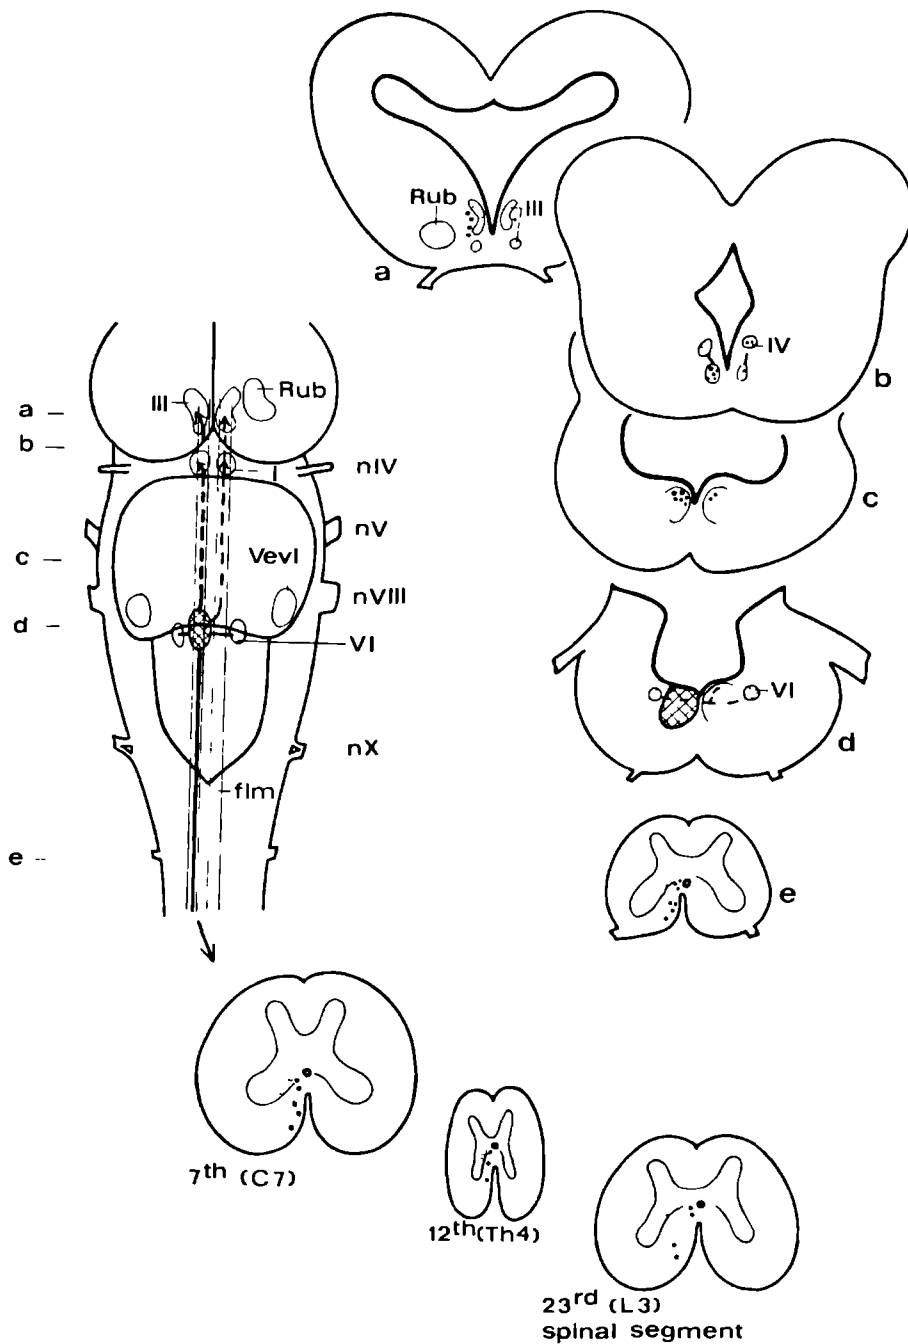 Rub
III
a
IV
b
III
Rub
a
b
nIV
I
nV
c
Vevl
c
nVIII
d
VI
VI
d
nX
flm
e
e
7th (C7)
12th (Th4)
23rd (L3)
spinal segment